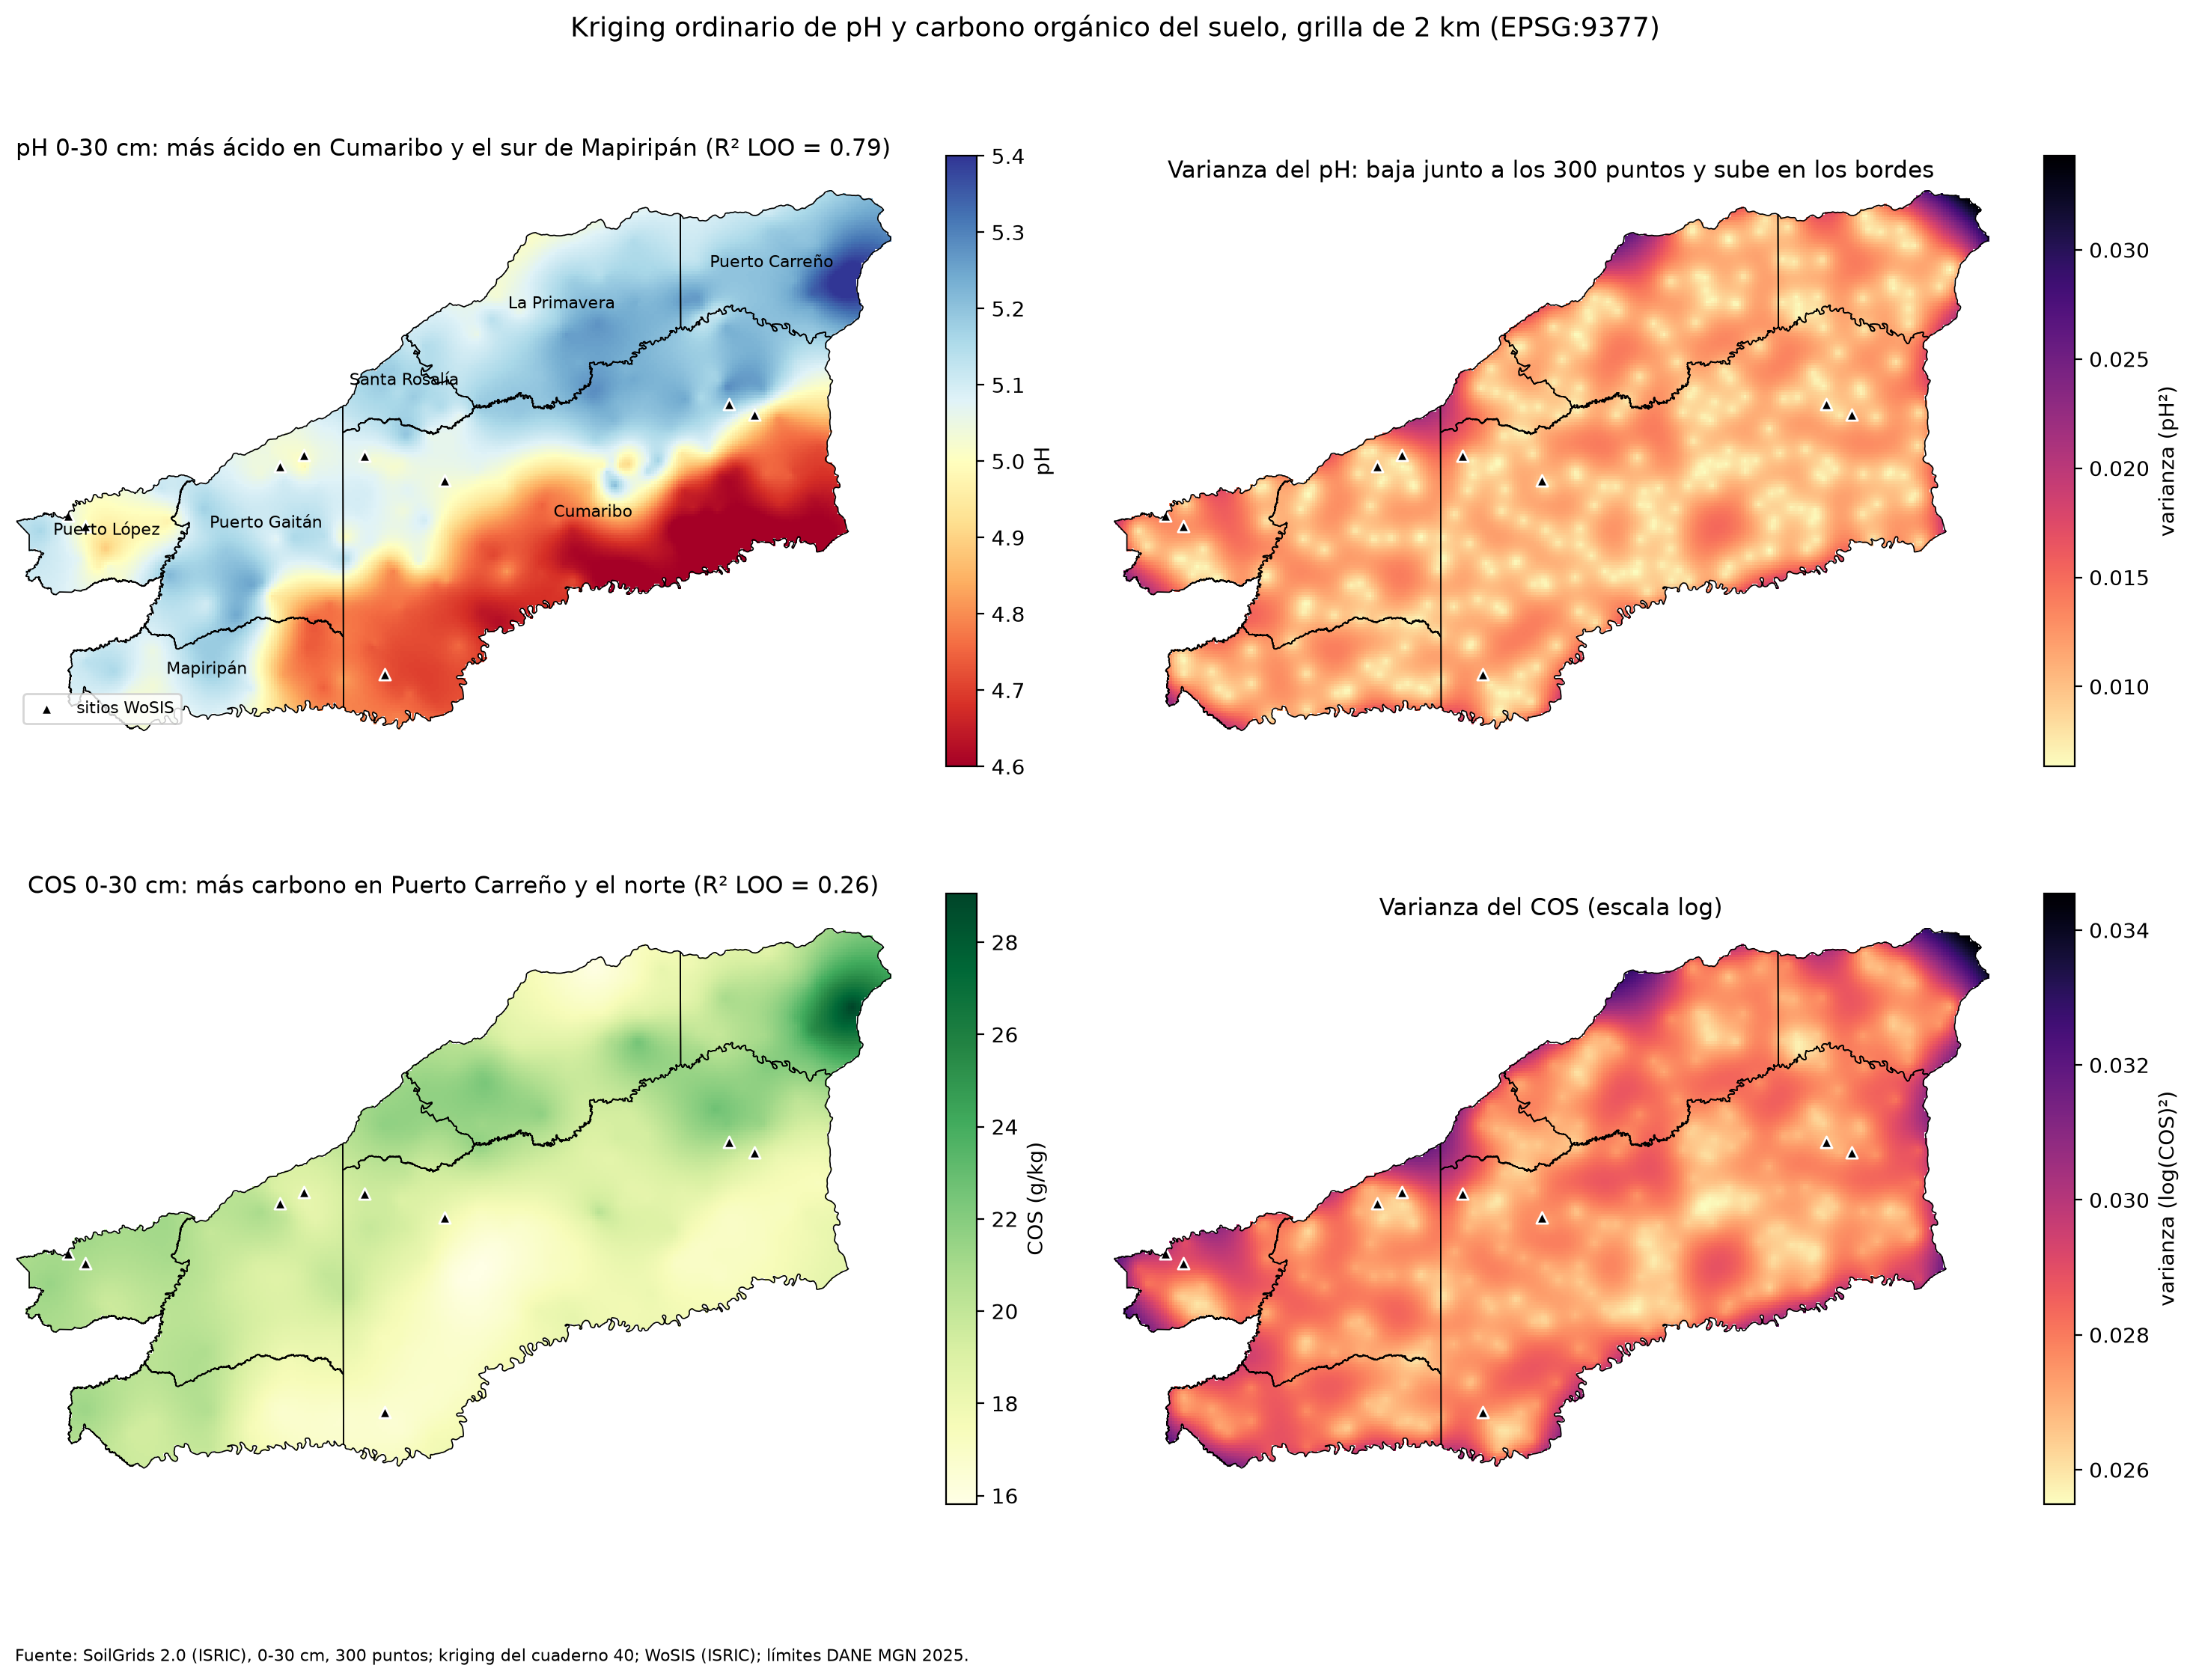 Kriging ordinario de pH y carbono orgánico del suelo, grilla de 2 km (EPSG:9377)
pH 0-30 cm: más ácido en Cumaribo y el sur de Mapiripán (R² LOO = 0.79)
Puerto Carreño
La Primavera
Santa Rosalía
Cumaribo
Puerto Gaitán
Puerto López
Mapiripán
sitios WoSIS
5.4
5.3
5.2
5.1
5.0
4.9
4.8
4.7
4.6
pH
Varianza del pH: baja junto a los 300 puntos y sube en los bordes
0.030
0.025
0.020
0.015
0.010
varianza (pH²)
COS 0-30 cm: más carbono en Puerto Carreño y el norte (R² LOO = 0.26)
28
26
24
22
20
18
16
COS (g/kg)
Varianza del COS (escala log)
0.034
0.032
0.030
0.028
0.026
varianza (log(COS)²)
Fuente: SoilGrids 2.0 (ISRIC), 0-30 cm, 300 puntos; kriging del cuaderno 40; WoSIS (ISRIC); límites DANE MGN 2025.